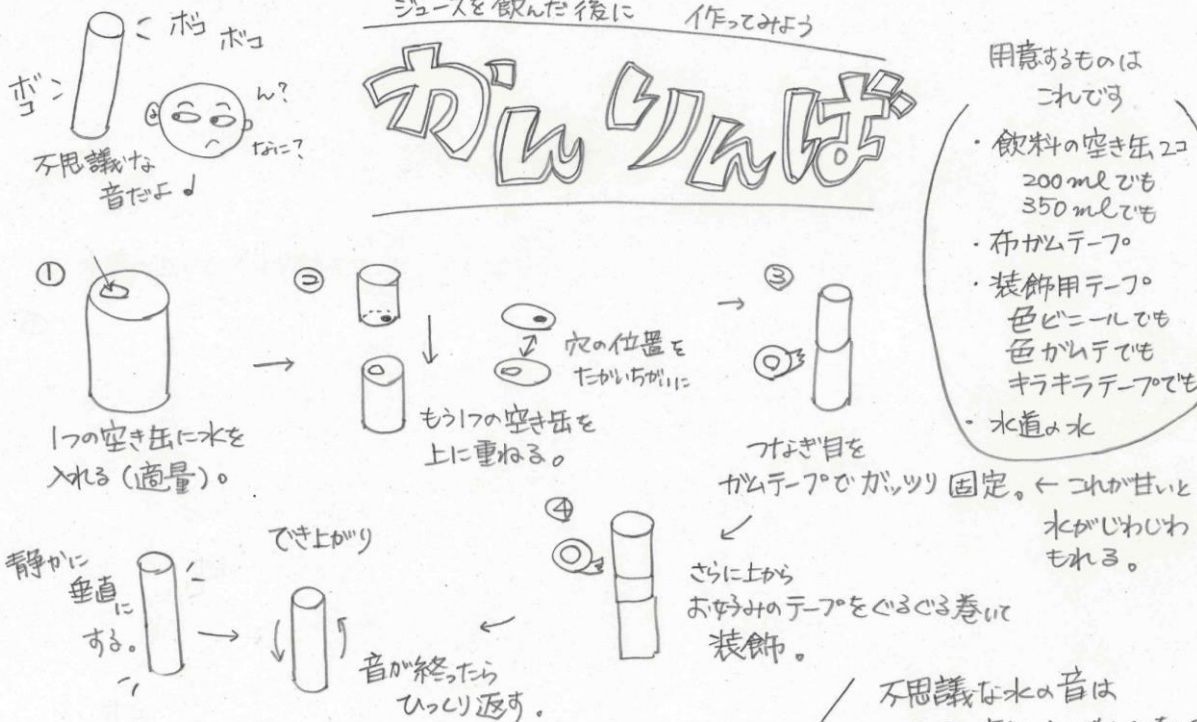 ジュースを飲んだ後に 作ってみよう
かんりんば
ボコ
ボコ
ボコ
ん?
なに?
不思議な
音だよ♩
用意するものは
これです
・飲料の空き缶2コ
200mlでも
350mlでも
・布ガムテープ
・装飾用テープ
色ビニールでも
色ガムテでも
キラキラテープでも
・水道の水
①
1つの空き缶に水を
入れる(適量)。
②
穴の位置を
たがいちがいに
もう1つの空き缶を
上に重ねる。
③
つなぎ目を
ガムテープでガッツリ固定。← これが甘いと
水がじわじわ
もれる。
④
さらに上から
お好みのテープをぐるぐる巻いて
装飾。
でき上がり
静かに
垂直に
する。
音が終ったら
ひっくり返す.
不思議な水の音は